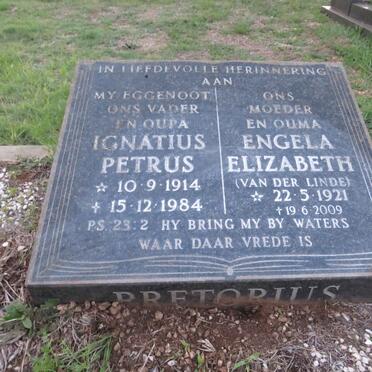 IN LIEFDEVOLLE HERINNERING
AAN
MY EGGENOOT
ONS VADER
EN OUPA
IGNATIUS
PETRUS
☆ 10·9·1914
✝ 15·12·1984
ONS
MOEDER
EN OUMA
ENGELA
ELIZABETH
(VAN DER LINDE)
☆ 22·5·1921
✝ 19·6·2009
PS. 23:2 HY BRING MY BY WATERS
WAAR DAAR VREDE IS
PRETORIUS